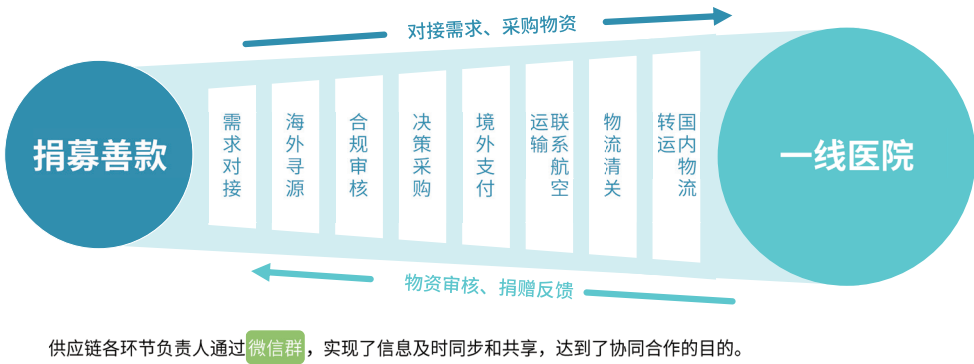 对接需求、采购物资
捐募善款
需求对接
海外寻源
合规审核
决策采购
境外支付
联系航空
运输
物流清关
国内物流
转运
一线医院
物资审核、捐赠反馈
供应链各环节负责人通过微信群，实现了信息及时同步和共享，达到了协同合作的目的。